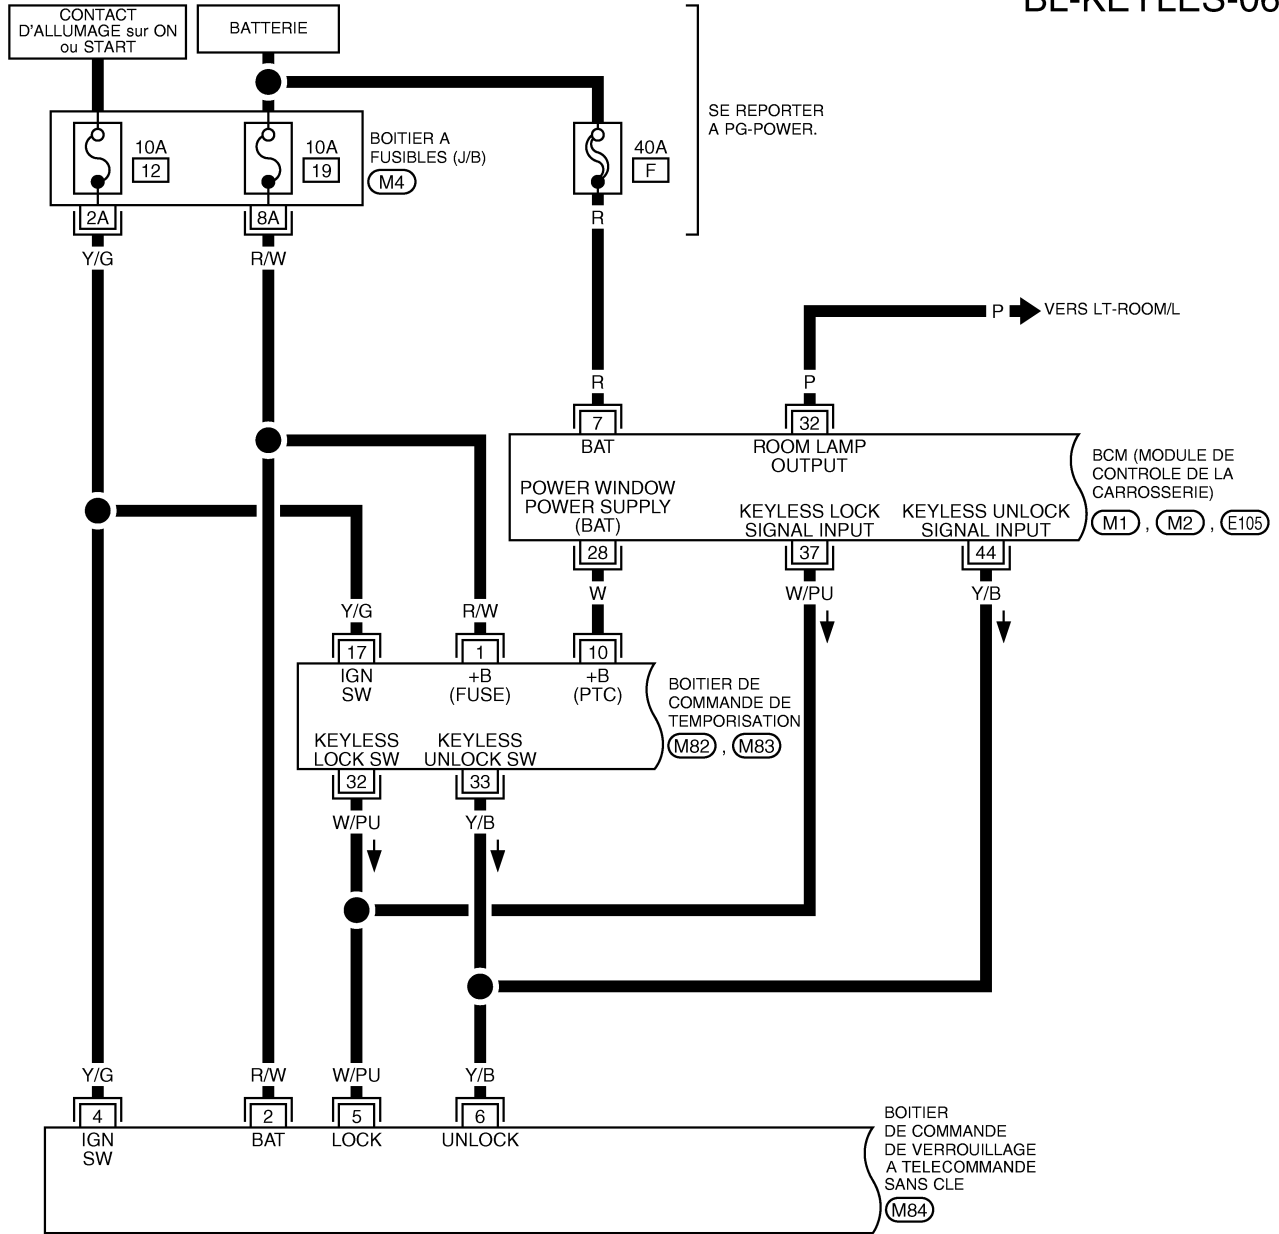 BL-KEYLES-06
CONTACT
D'ALLUMAGE sur ON
ou START
BATTERIE
SE REPORTER
A PG-POWER.
10A
12
10A
19
BOITIER A
FUSIBLES (J/B)
M4
40A
F
2A
8A
R
Y/G
R/W
P
VERS LT-ROOM/L
R
P
7
32
BAT
ROOM LAMP
OUTPUT
POWER WINDOW
POWER SUPPLY
(BAT)
KEYLESS LOCK
SIGNAL INPUT
KEYLESS UNLOCK
SIGNAL INPUT
BCM (MODULE DE
CONTROLE DE LA
CARROSSERIE)
M1 , M2 , E105
28
37
44
W
W/PU
Y/B
Y/G
R/W
17
1
10
IGN
SW
+B
(FUSE)
+B
(PTC)
BOITIER DE
COMMANDE DE
TEMPORISATION
M82 , M83
KEYLESS
LOCK SW
KEYLESS
UNLOCK SW
32
33
W/PU
Y/B
Y/G
R/W
W/PU
Y/B
4
2
5
6
IGN
SW
BAT
LOCK
UNLOCK
BOITIER
DE COMMANDE
DE VERROUILLAGE
A TELECOMMANDE
SANS CLE
M84